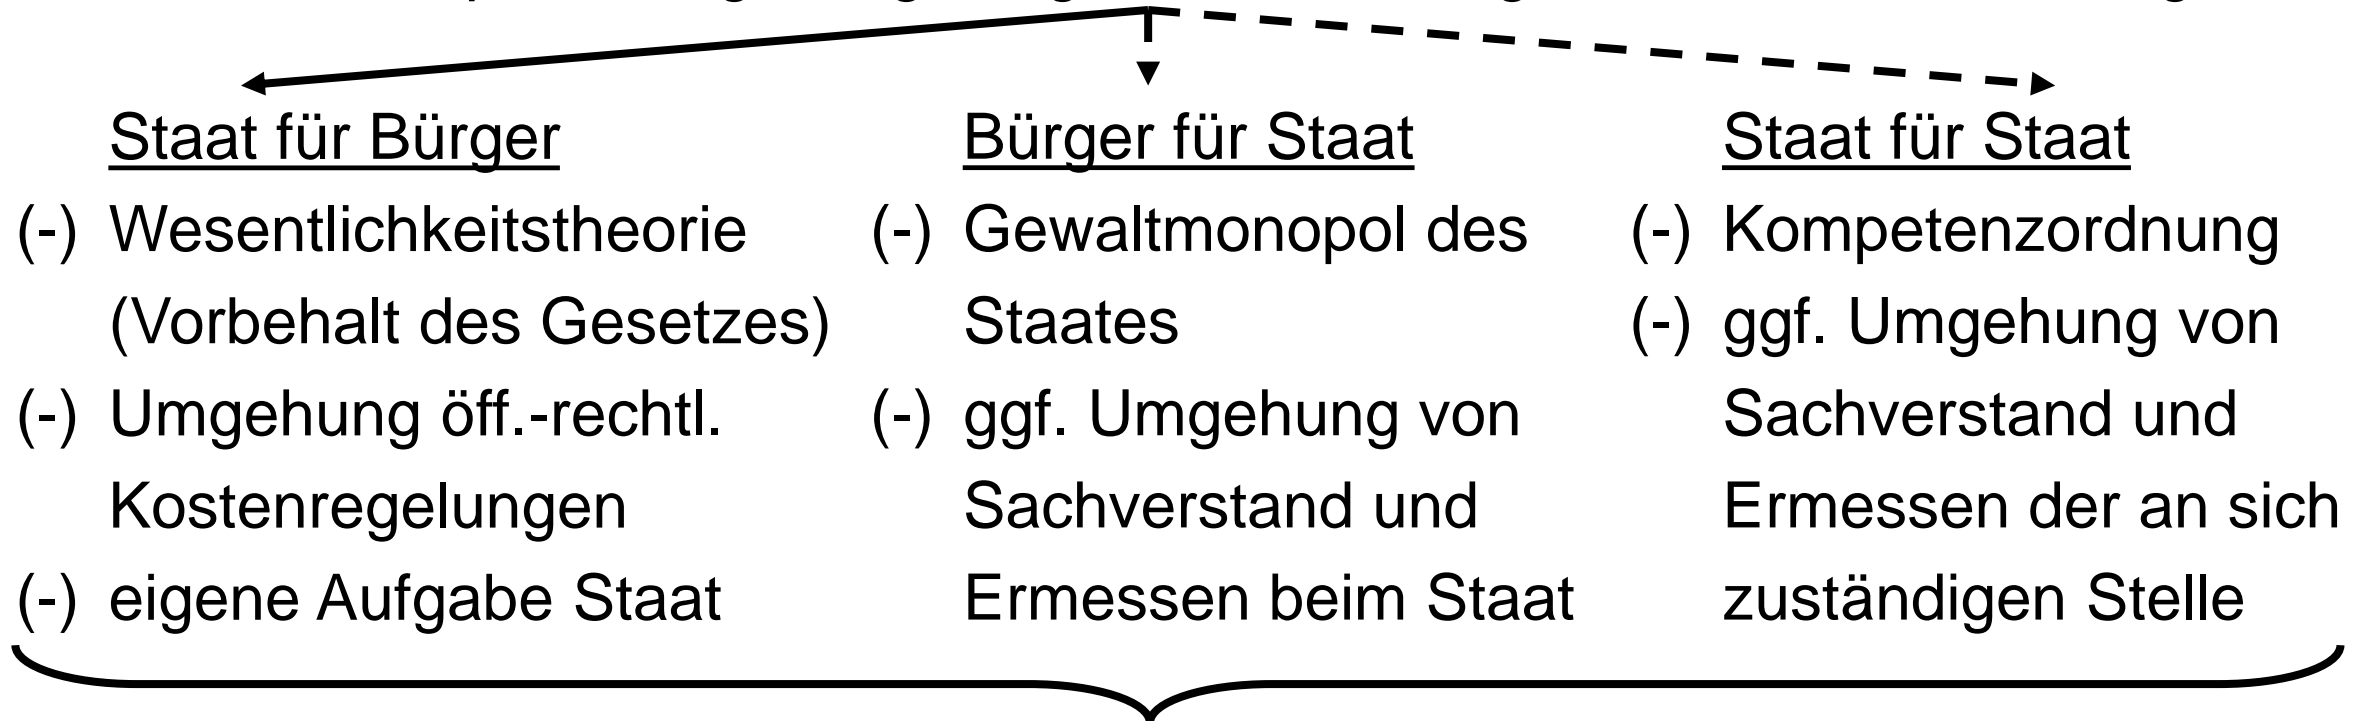 Staat für Bürger
(-) Wesentlichkeitstheorie
(Vorbehalt des Gesetzes)
(-) Umgehung öff.-rechtl.
Kostenregelungen
(-) eigene Aufgabe Staat
Bürger für Staat
(-) Gewaltmonopol des
Staates
(-) ggf. Umgehung von
Sachverstand und
Ermessen beim Staat
Staat für Staat
(-) Kompetenzordnung
(-) ggf. Umgehung von
Sachverstand und
Ermessen der an sich
zuständigen Stelle